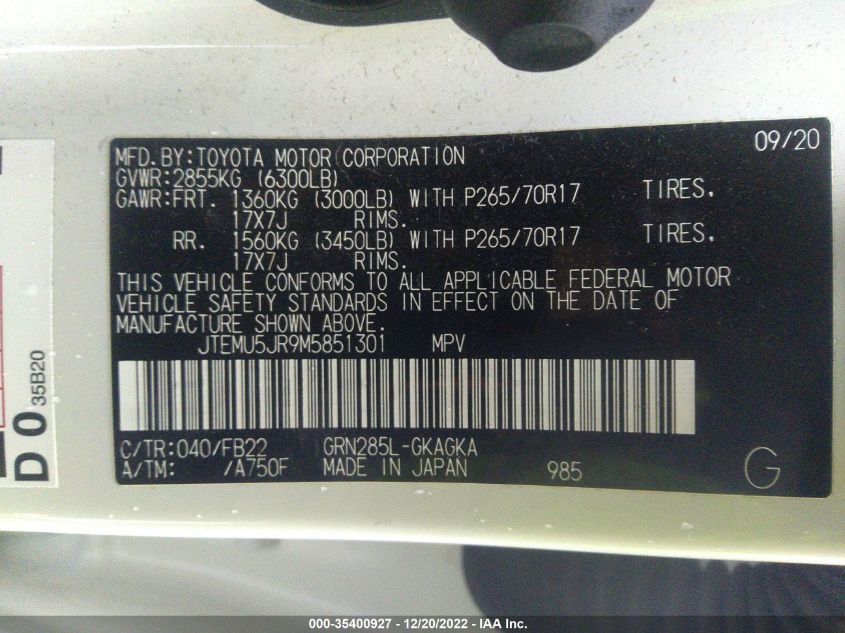 09/20
MFD.BY:TOYOTA MOTOR CORPORATION
GVWR:2855KG (6300LB)
GAWR:FRT. 1360KG (3000LB) WITH P265/70R17 TIRES,
17X7J RIMS.
RR. 1560KG (3450LB) WITH P265/70R17 TIRES,
17X7J RIMS.
THIS VEHICLE CONFORMS TO ALL APPLICABLE FEDERAL MOTOR
VEHICLE SAFETY STANDARDS IN EFFECT ON THE DATE OF
MANUFACTURE SHOWN ABOVE.
JTEMU5JR9M5851301 MPV
C/TR:040/FB22 GRN285L-GKAGKA
A/TM: /A750F MADE IN JAPAN 985 G
D 0 35B20
000-35400927 - 12/20/2022 - IAA Inc.